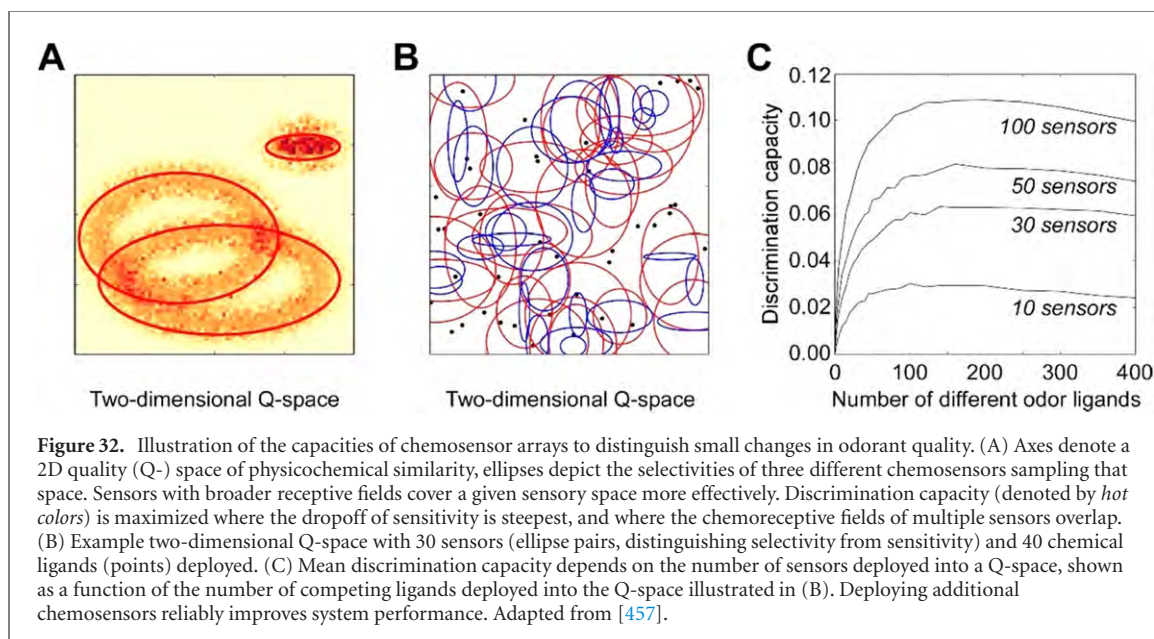 A
B
C
Two-dimensional Q-space
Two-dimensional Q-space
Discrimination capacity
0.12
0.10
0.08
0.06
0.04
0.02
0.00
100 sensors
50 sensors
30 sensors
10 sensors
0 100 200 300 400
Number of different odor ligands
Figure 32. Illustration of the capacities of chemosensor arrays to distinguish small changes in odorant quality. (A) Axes denote a
2D quality (Q-) space of physicochemical similarity, ellipses depict the selectivities of three different chemosensors sampling that
space. Sensors with broader receptive fields cover a given sensory space more effectively. Discrimination capacity (denoted by hot
colors) is maximized where the dropoff of sensitivity is steepest, and where the chemoreceptive fields of multiple sensors overlap.
(B) Example two-dimensional Q-space with 30 sensors (ellipse pairs, distinguishing selectivity from sensitivity) and 40 chemical
ligands (points) deployed. (C) Mean discrimination capacity depends on the number of sensors deployed into a Q-space, shown
as a function of the number of competing ligands deployed into the Q-space illustrated in (B). Deploying additional
chemosensors reliably improves system performance. Adapted from [457].